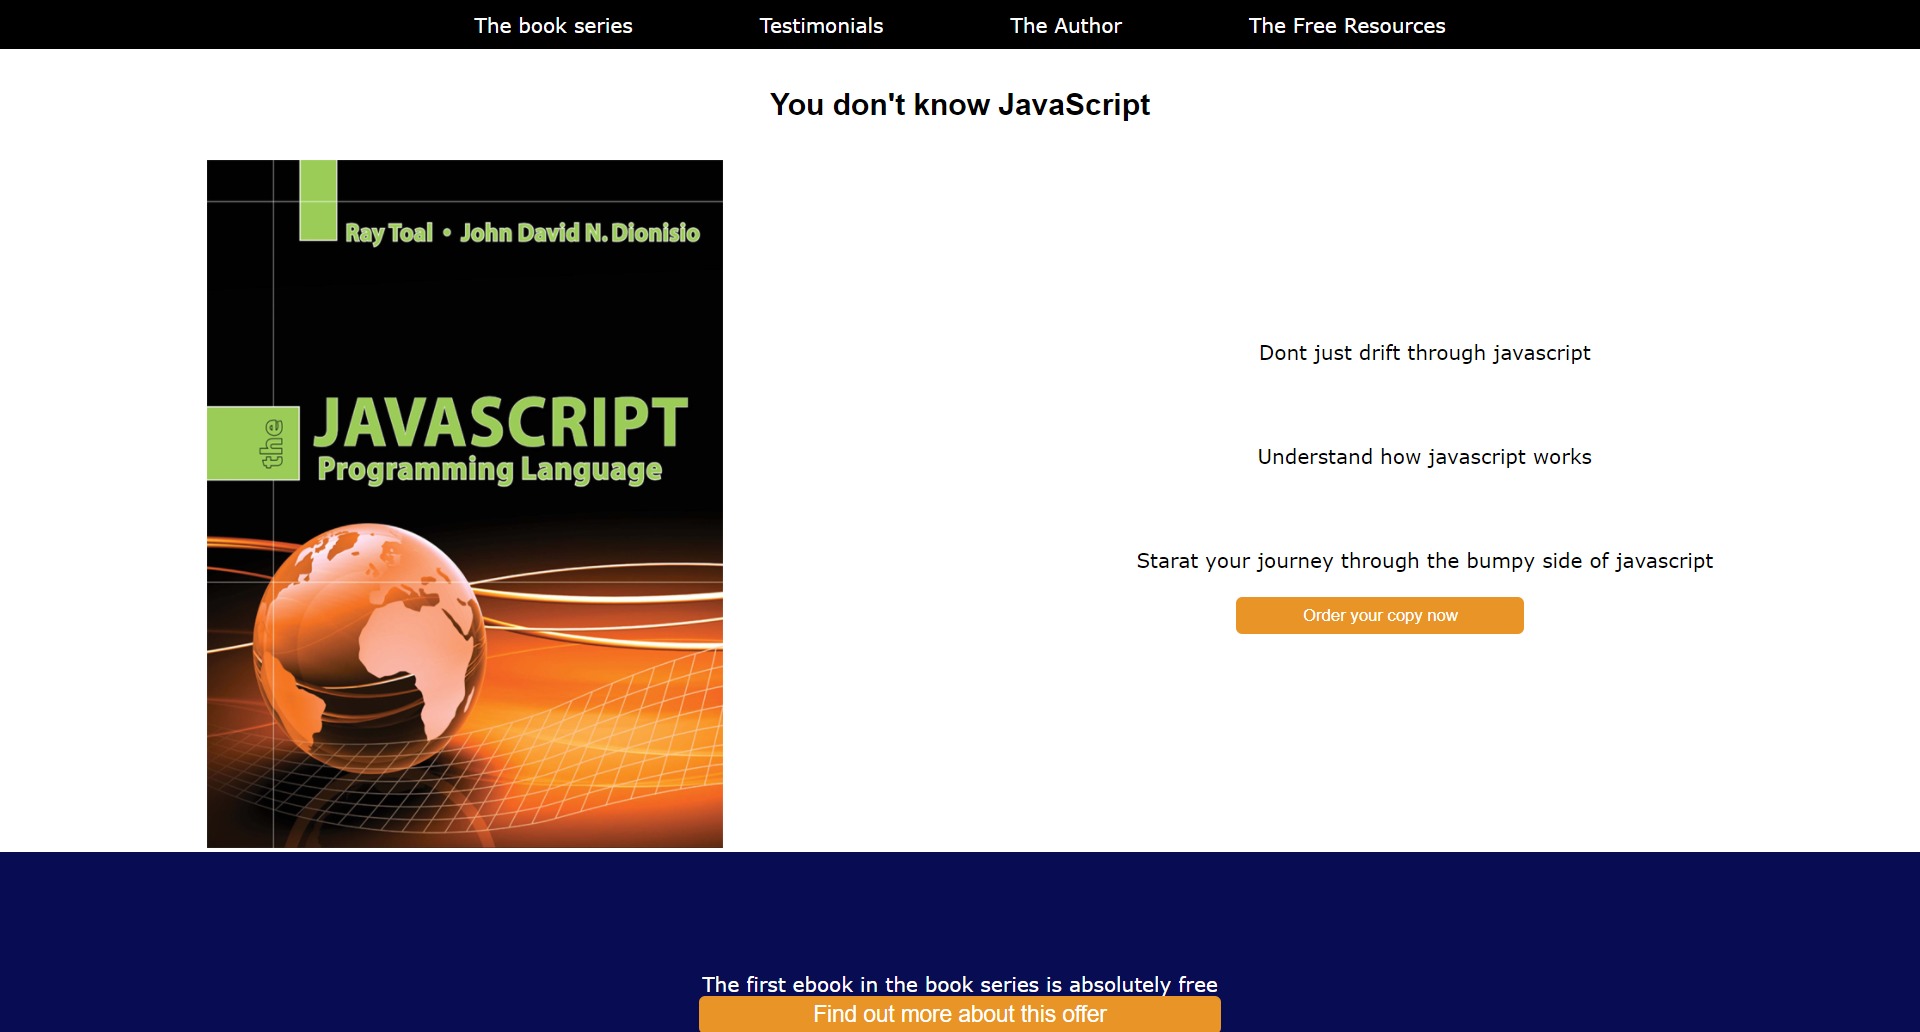 The book series Testimonials The Author The Free Resources
You don't know JavaScript
Ray Toal • John David N. Dionisio
the
JAVASCRIPT
Programming Language
Dont just drift through javascript
Understand how javascript works
Starat your journey through the bumpy side of javascript
Order your copy now
The first ebook in the book series is absolutely free
Find out more about this offer